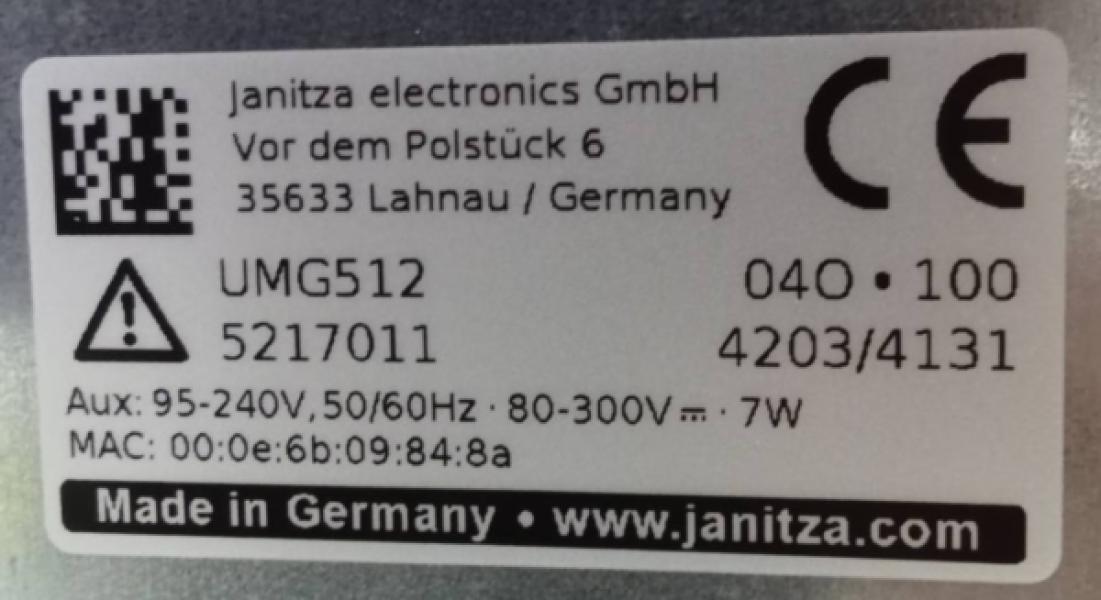 Janitza electronics GmbH
Vor dem Polstück 6
35633 Lahnau / Germany
CE
UMG512
04O • 100
5217011
4203/4131
Aux: 95-240V, 50/60Hz · 80-300V⎓ · 7W
MAC: 00:0e:6b:09:84:8a
Made in Germany • www.janitza.com